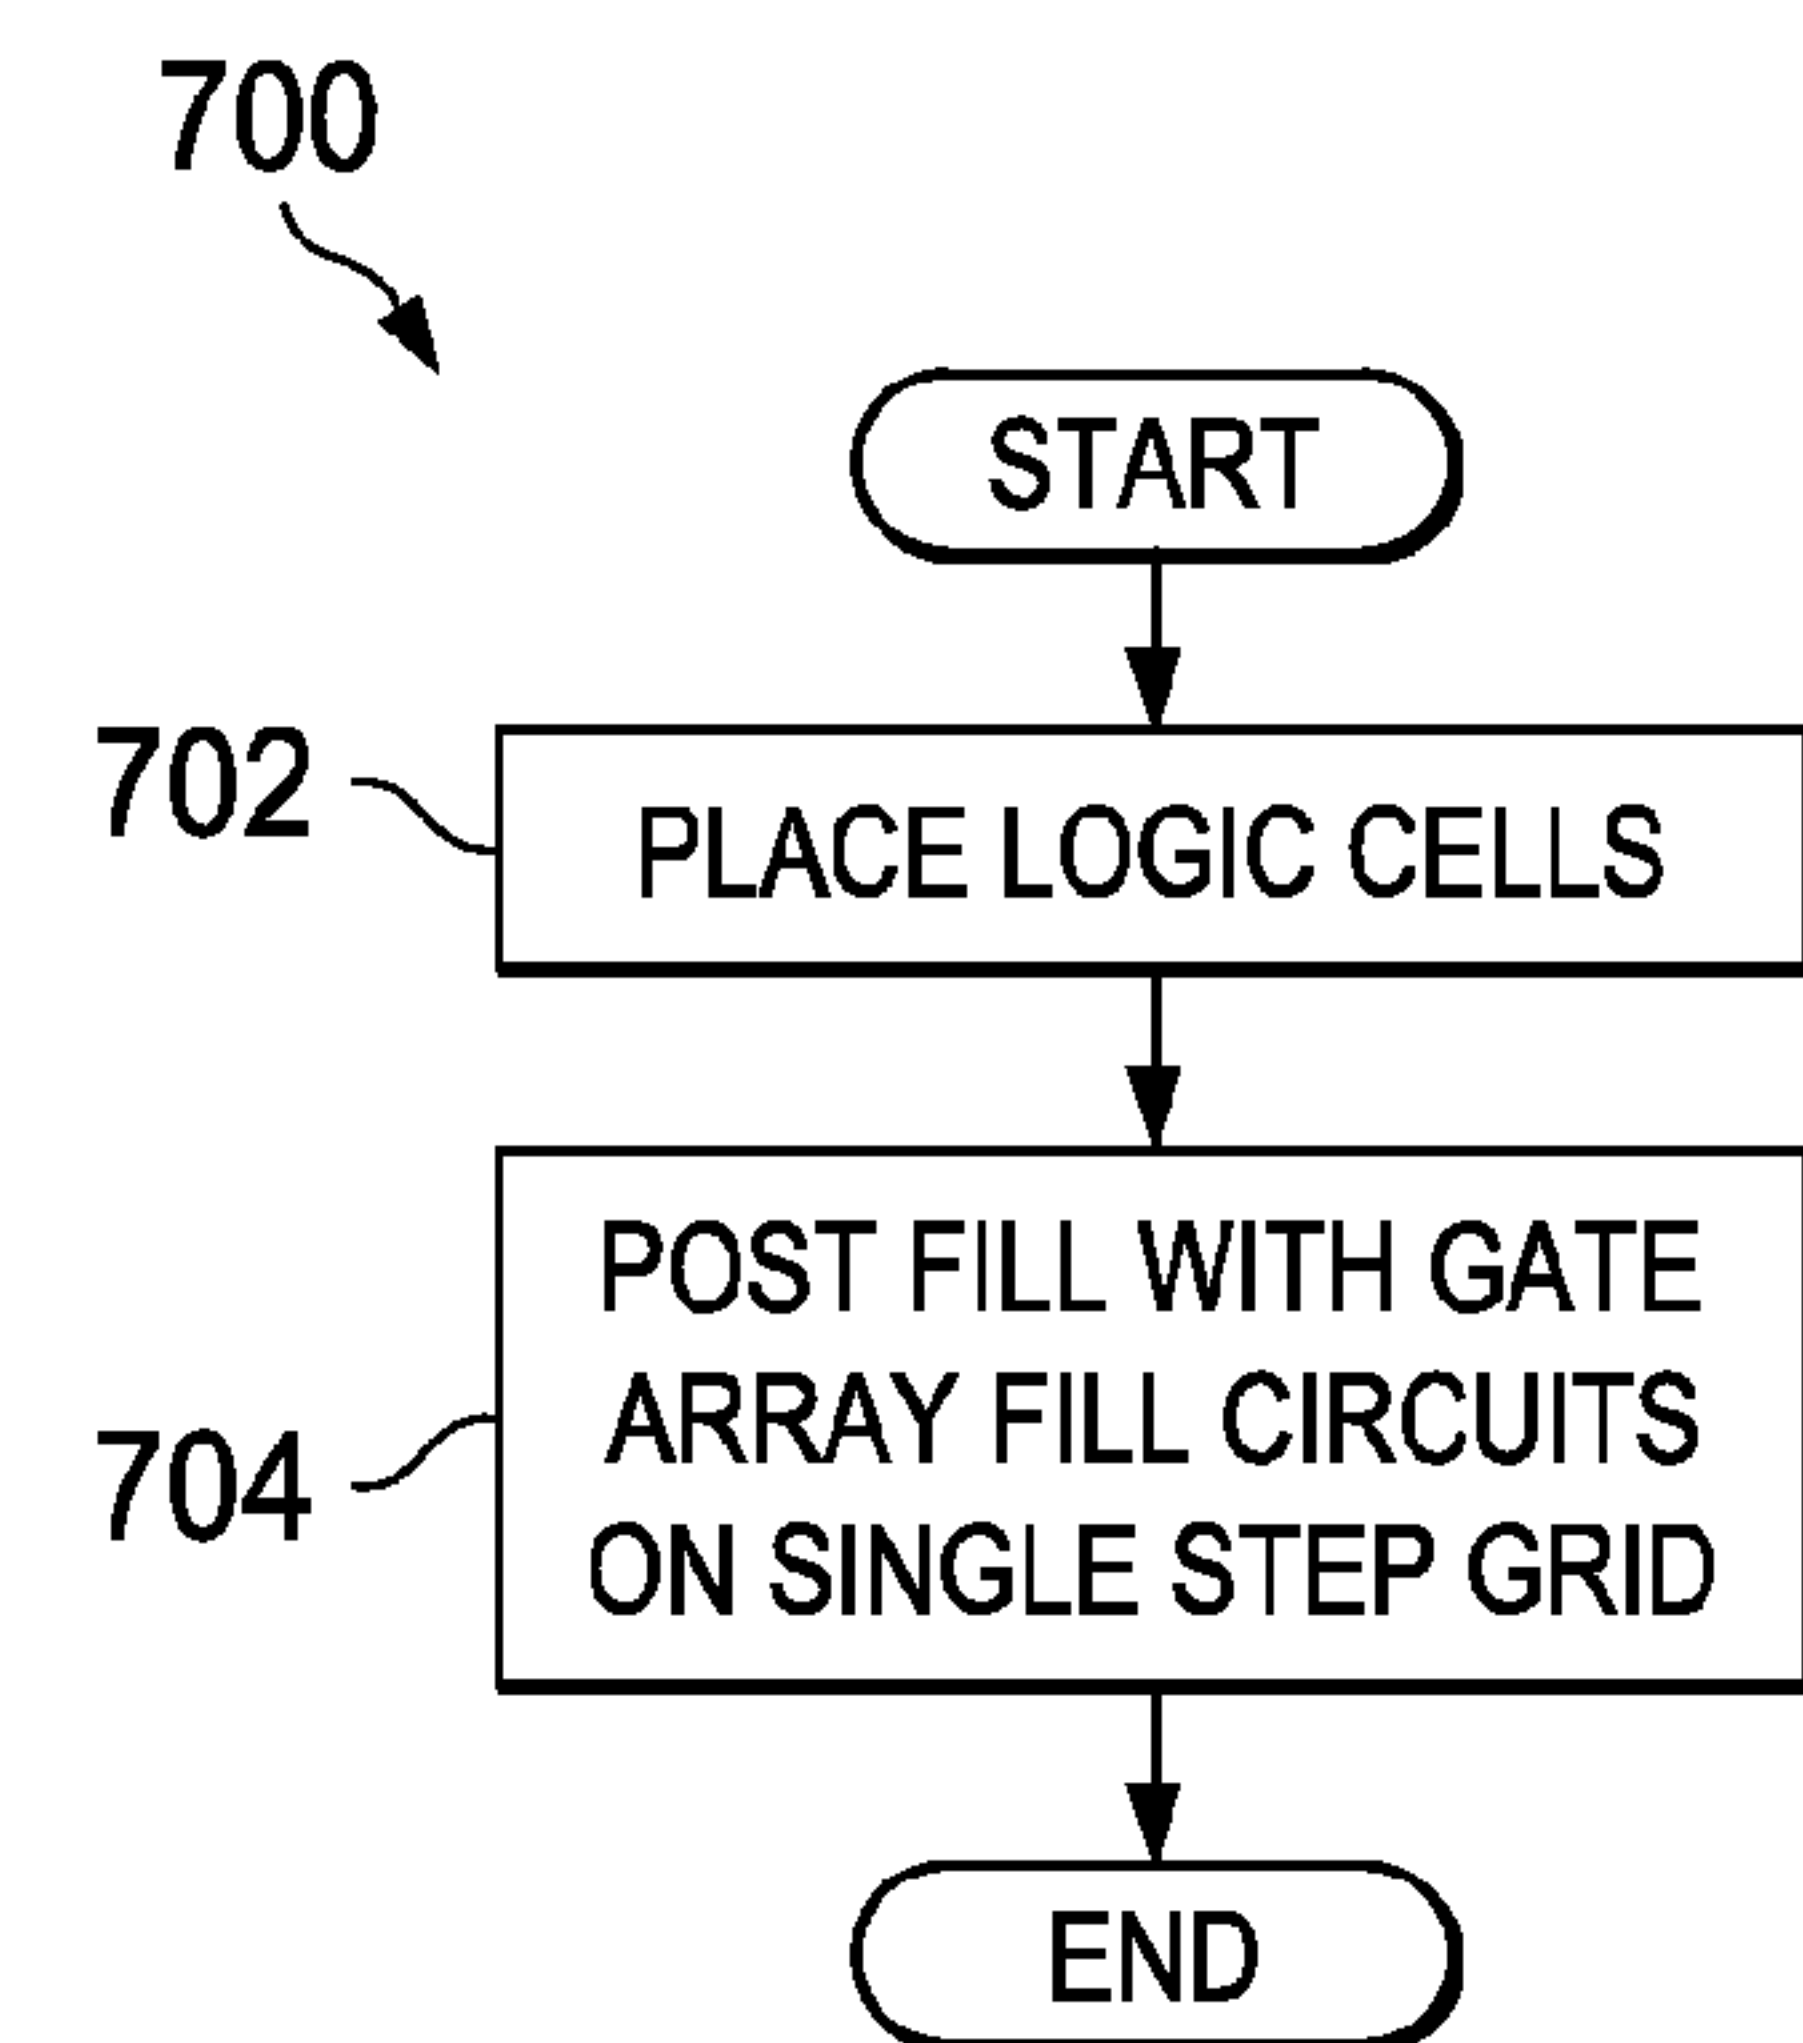 700
START
702
PLACE LOGIC CELLS
POST FILL WITH GATE
ARRAY FILL CIRCUITS
704
ON SINGLE STEP GRID
END